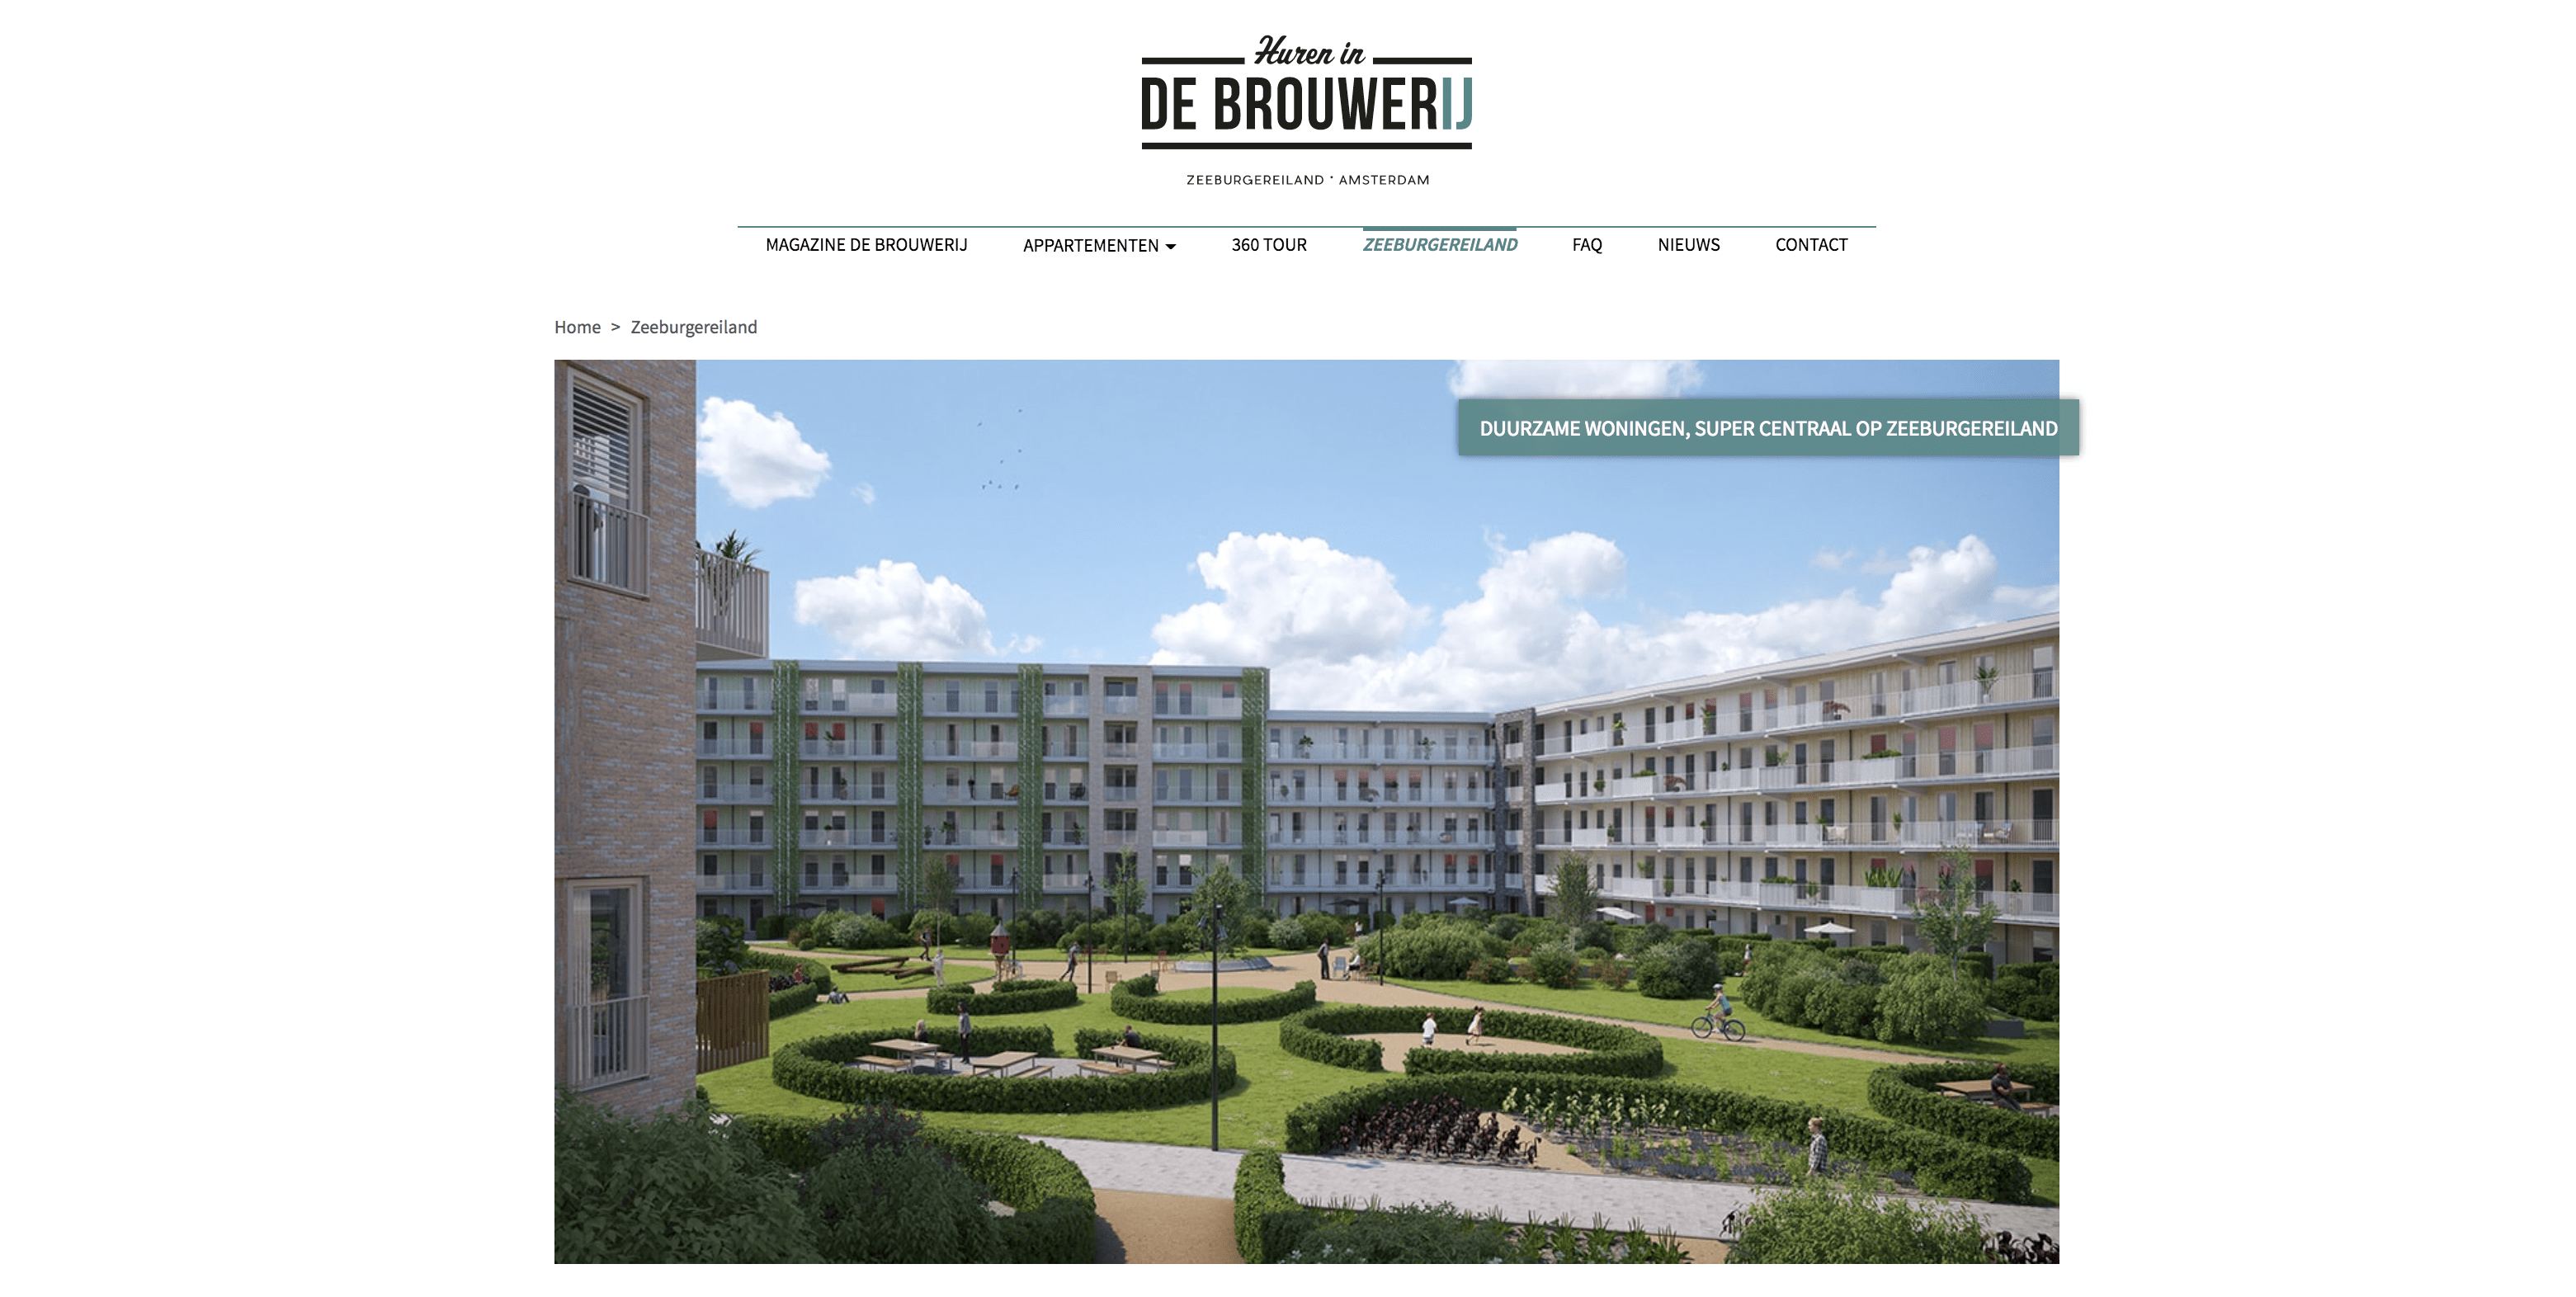 Huren in
DE BROUWERIJ
ZEEBURGEREILAND • AMSTERDAM
MAGAZINE DE BROUWERIJ APPARTEMENTEN 360 TOUR ZEEBURGEREILAND FAQ NIEUWS CONTACT
Home > Zeeburgereiland
DUURZAME WONINGEN, SUPER CENTRAAL OP ZEEBURGEREILAND